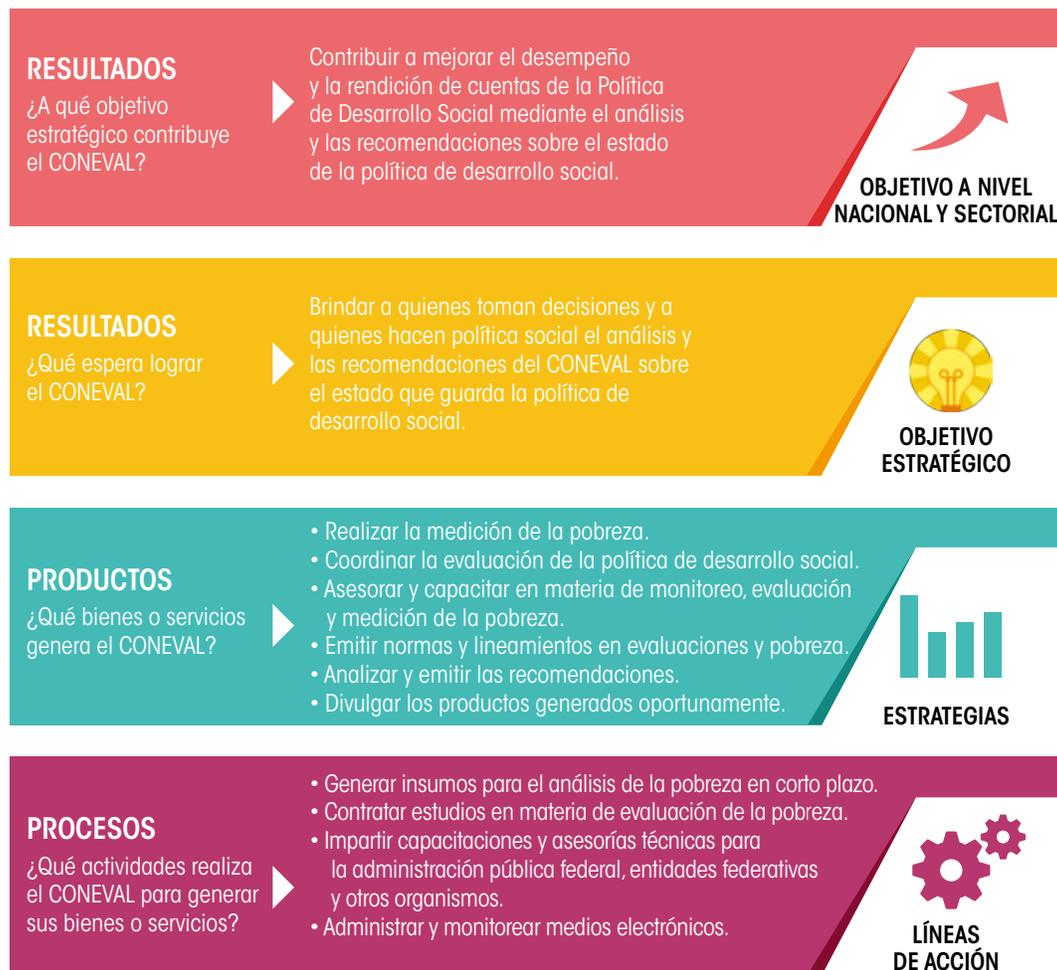 RESULTADOS
¿A qué objetivo
estratégico contribuye
el CONEVAL?
Contribuir a mejorar el desempeño
y la rendición de cuentas de la Política
de Desarrollo Social mediante el análisis
y las recomendaciones sobre el estado
de la política de desarrollo social.
OBJETIVO A NIVEL
NACIONAL Y SECTORIAL
RESULTADOS
¿Qué espera lograr
el CONEVAL?
Brindar a quienes toman decisiones y a
quienes hacen política social el análisis y
las recomendaciones del CONEVAL sobre
el estado que guarda la política de
desarrollo social.
OBJETIVO
ESTRATÉGICO
PRODUCTOS
¿Qué bienes o servicios
genera el CONEVAL?
• Realizar la medición de la pobreza.
• Coordinar la evaluación de la política de desarrollo social.
• Asesorar y capacitar en materia de monitoreo, evaluación
y medición de la pobreza.
• Emitir normas y lineamientos en evaluaciones y pobreza.
• Analizar y emitir las recomendaciones.
• Divulgar los productos generados oportunamente.
ESTRATEGIAS
PROCESOS
¿Qué actividades realiza
el CONEVAL para generar
sus bienes o servicios?
• Generar insumos para el análisis de la pobreza en corto plazo.
• Contratar estudios en materia de evaluación de la pobreza.
• Impartir capacitaciones y asesorías técnicas para
la administración pública federal, entidades federativas
y otros organismos.
• Administrar y monitorear medios electrónicos.
LÍNEAS
DE ACCIÓN